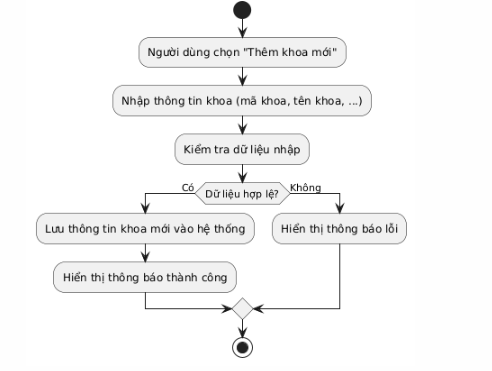 Người dùng chọn "Thêm khoa mới"
Nhập thông tin khoa (mã khoa, tên khoa, ...)
Kiểm tra dữ liệu nhập
Có
Dữ liệu hợp lệ?
Không
Lưu thông tin khoa mới vào hệ thống
Hiển thị thông báo lỗi
Hiển thị thông báo thành công